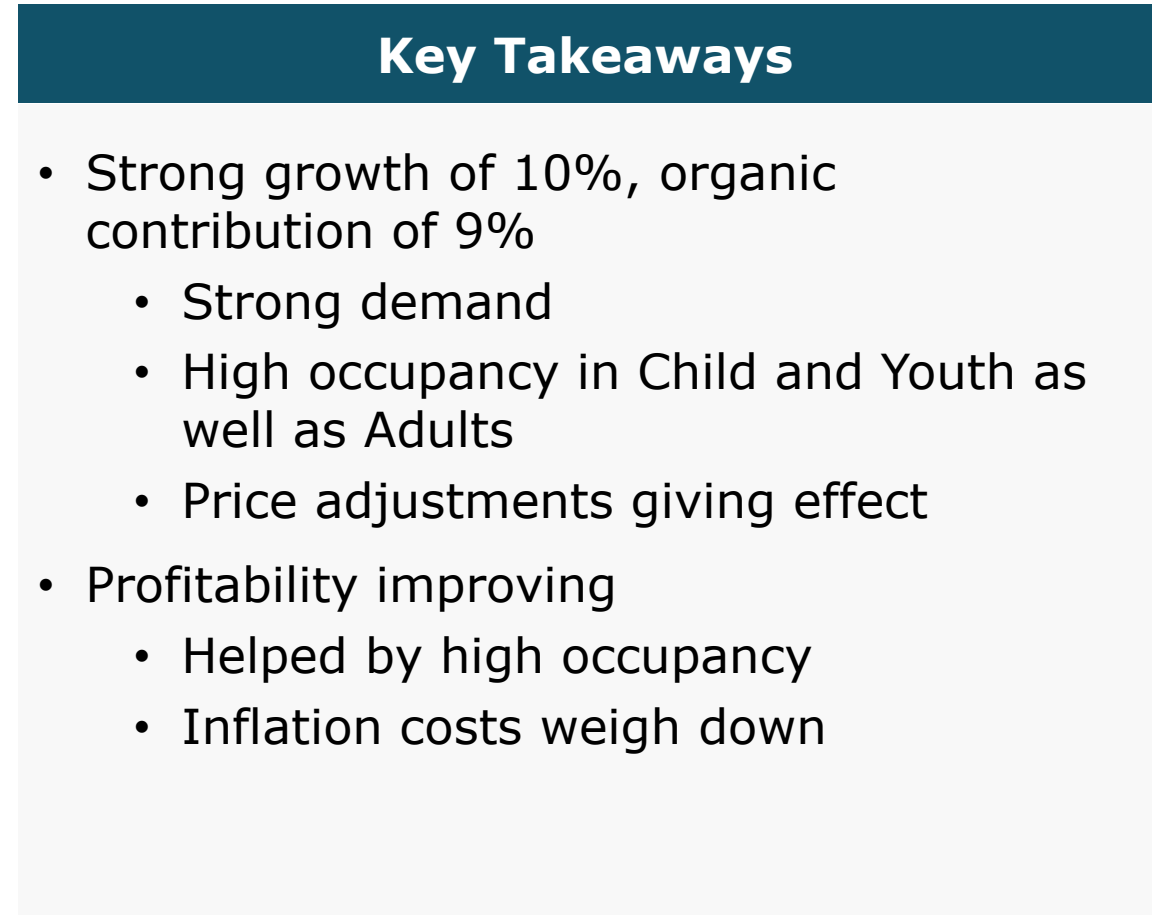 Key Takeaways
• Strong growth of 10%, organic
contribution of 9%
• Strong demand
• High occupancy in Child and Youth as
well as Adults
• Price adjustments giving effect
• Profitability improving
• Helped by high occupancy
• Inflation costs weigh down